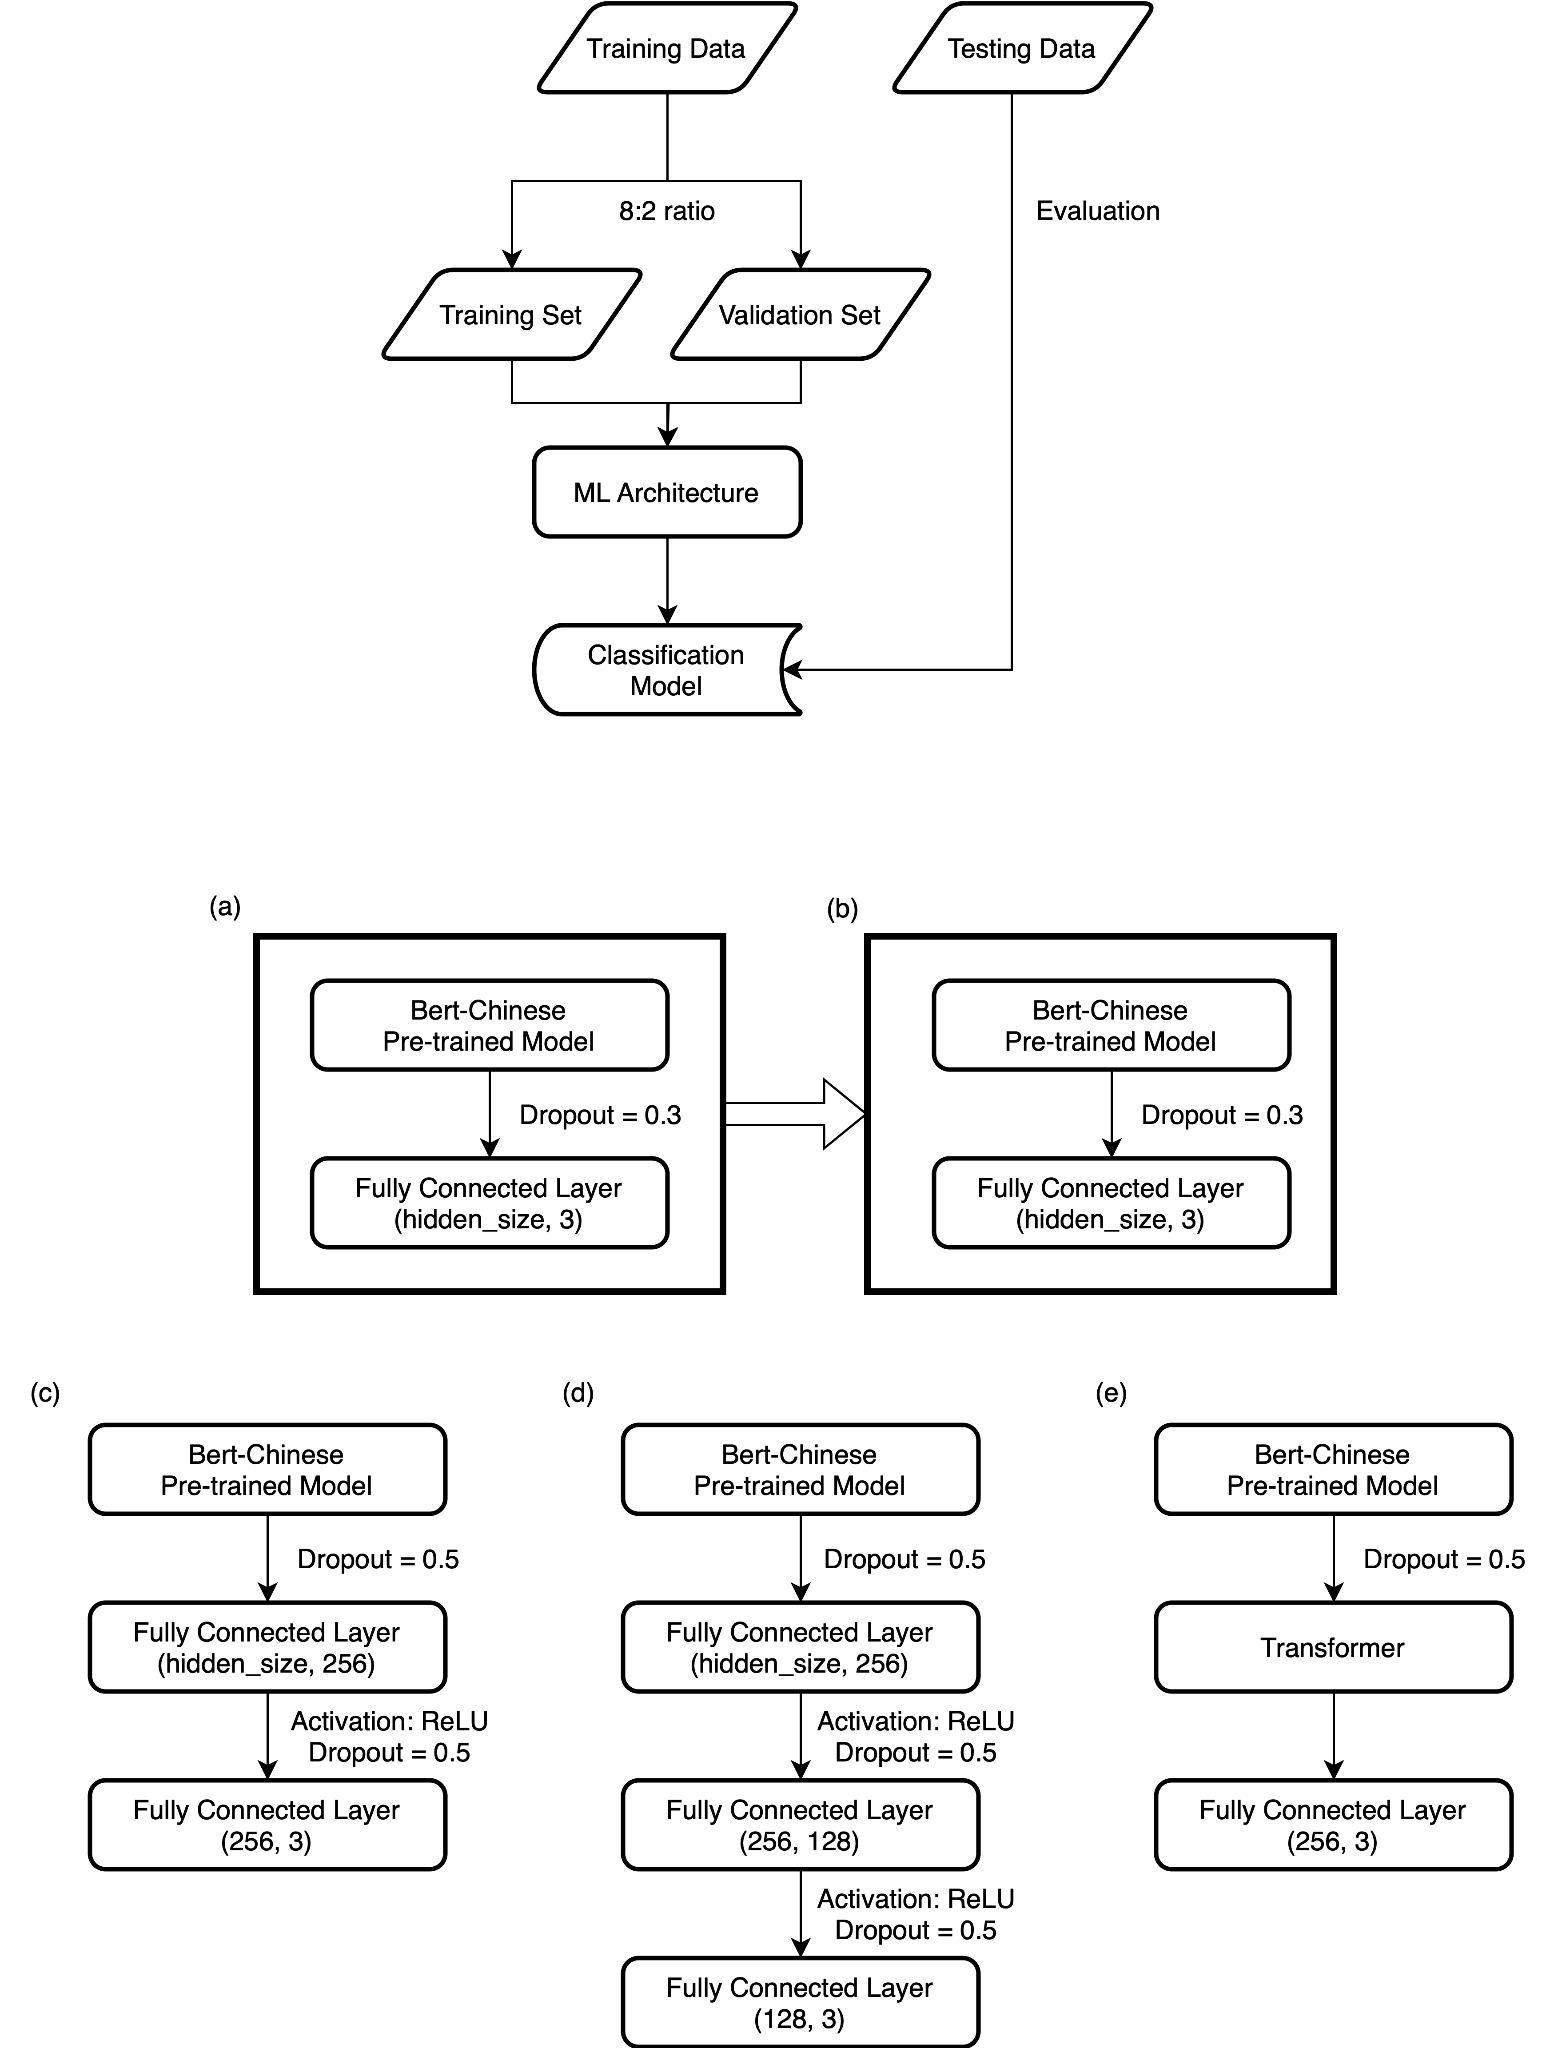 Training Data
Testing Data
8:2 ratio
Evaluation
Training Set
Validation Set
ML Architecture
Classification
Model
(a)
Bert-Chinese
Pre-trained Model
Dropout = 0.3
Fully Connected Layer
(hidden_size, 3)
(b)
Bert-Chinese
Pre-trained Model
Dropout = 0.3
Fully Connected Layer
(hidden_size, 3)
(c)
Bert-Chinese
Pre-trained Model
Dropout = 0.5
Fully Connected Layer
(hidden_size, 256)
Activation: ReLU
Dropout = 0.5
Fully Connected Layer
(256, 3)
(d)
Bert-Chinese
Pre-trained Model
Dropout = 0.5
Fully Connected Layer
(hidden_size, 256)
Activation: ReLU
Dropout = 0.5
Fully Connected Layer
(256, 128)
Activation: ReLU
Dropout = 0.5
Fully Connected Layer
(128, 3)
(e)
Bert-Chinese
Pre-trained Model
Dropout = 0.5
Transformer
Fully Connected Layer
(256, 3)